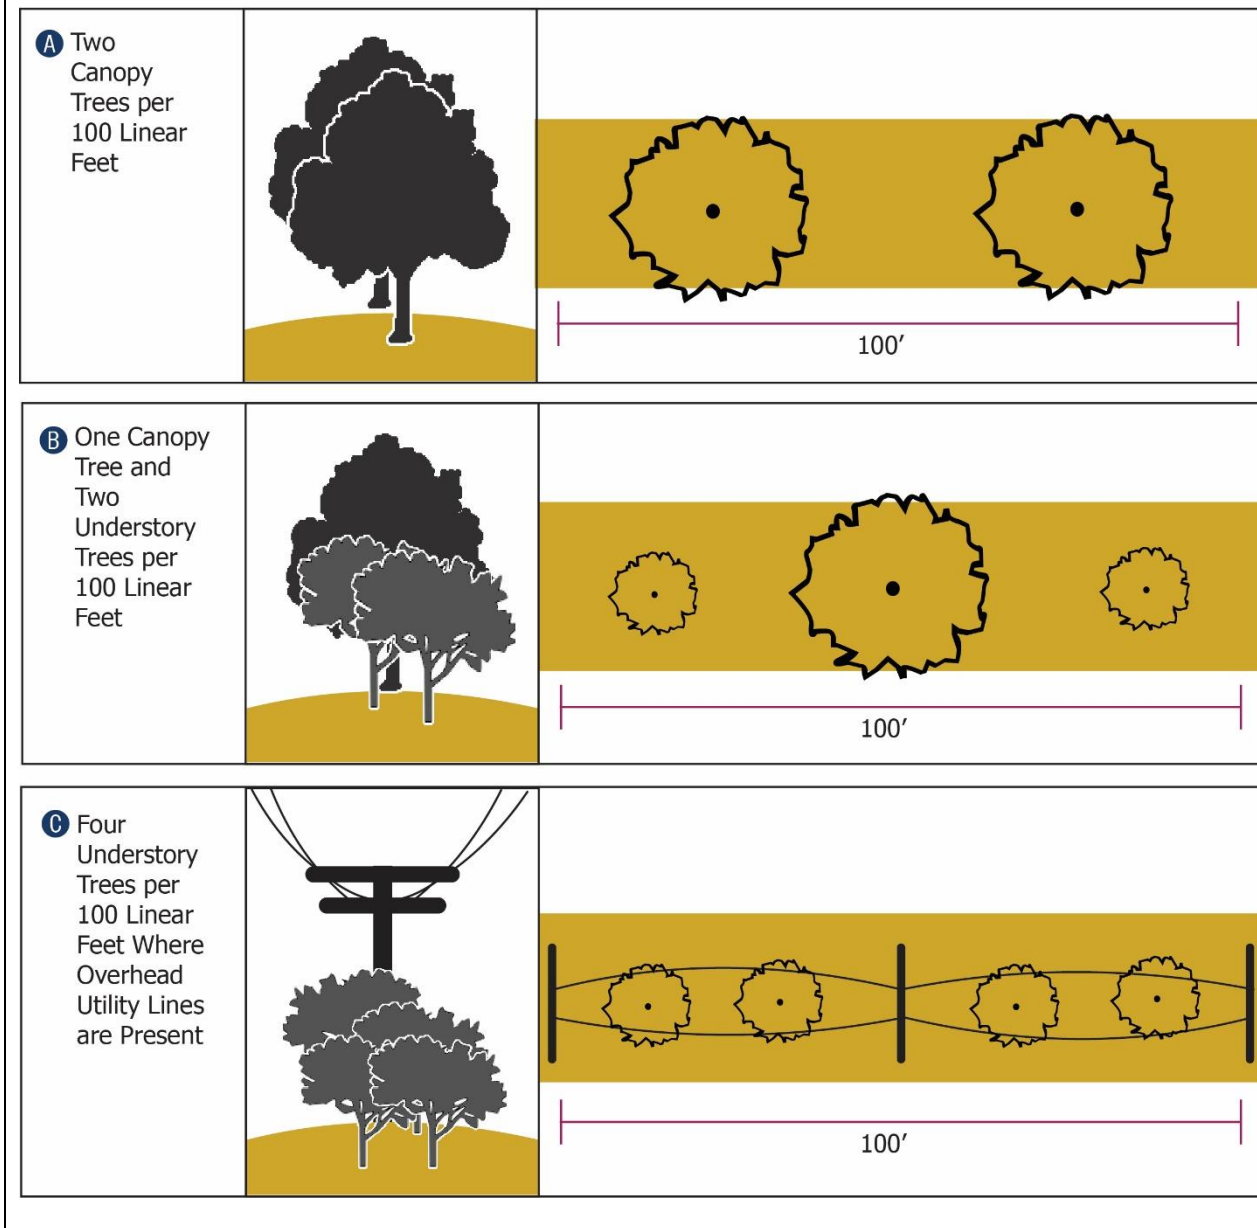 A Two
Canopy
Trees per
100 Linear
Feet
100’
B One Canopy
Tree and
Two
Understory
Trees per
100 Linear
Feet
100’
C Four
Understory
Trees per
100 Linear
Feet Where
Overhead
Utility Lines
are Present
100’